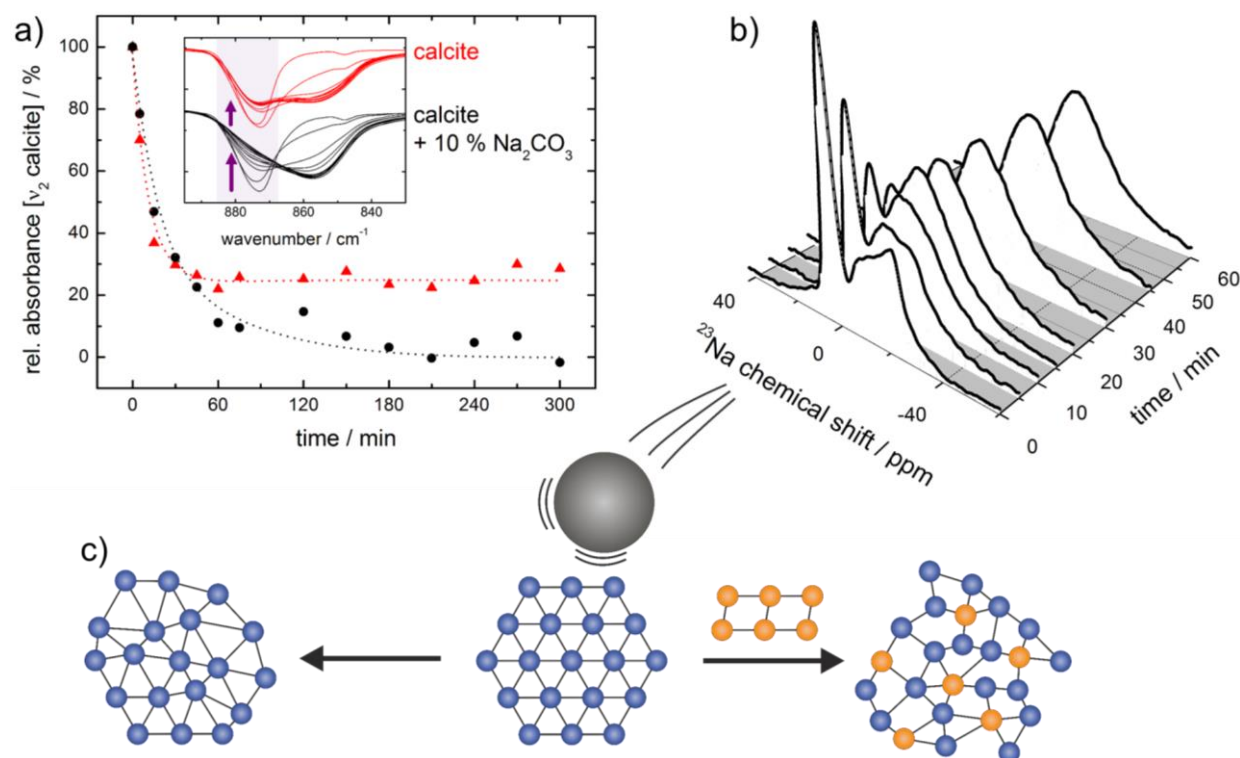 a)
100
80
60
40
20
0
rel. absorbance [ν₂ calcite] / %
0
60
120
180
240
300
time / min
calcite
calcite
+ 10 % Na₂CO₃
880
860
840
wavenumber / cm⁻¹
b)
40
0
-40
²³Na chemical shift / ppm
0
10
20
30
40
50
60
time / min
c)